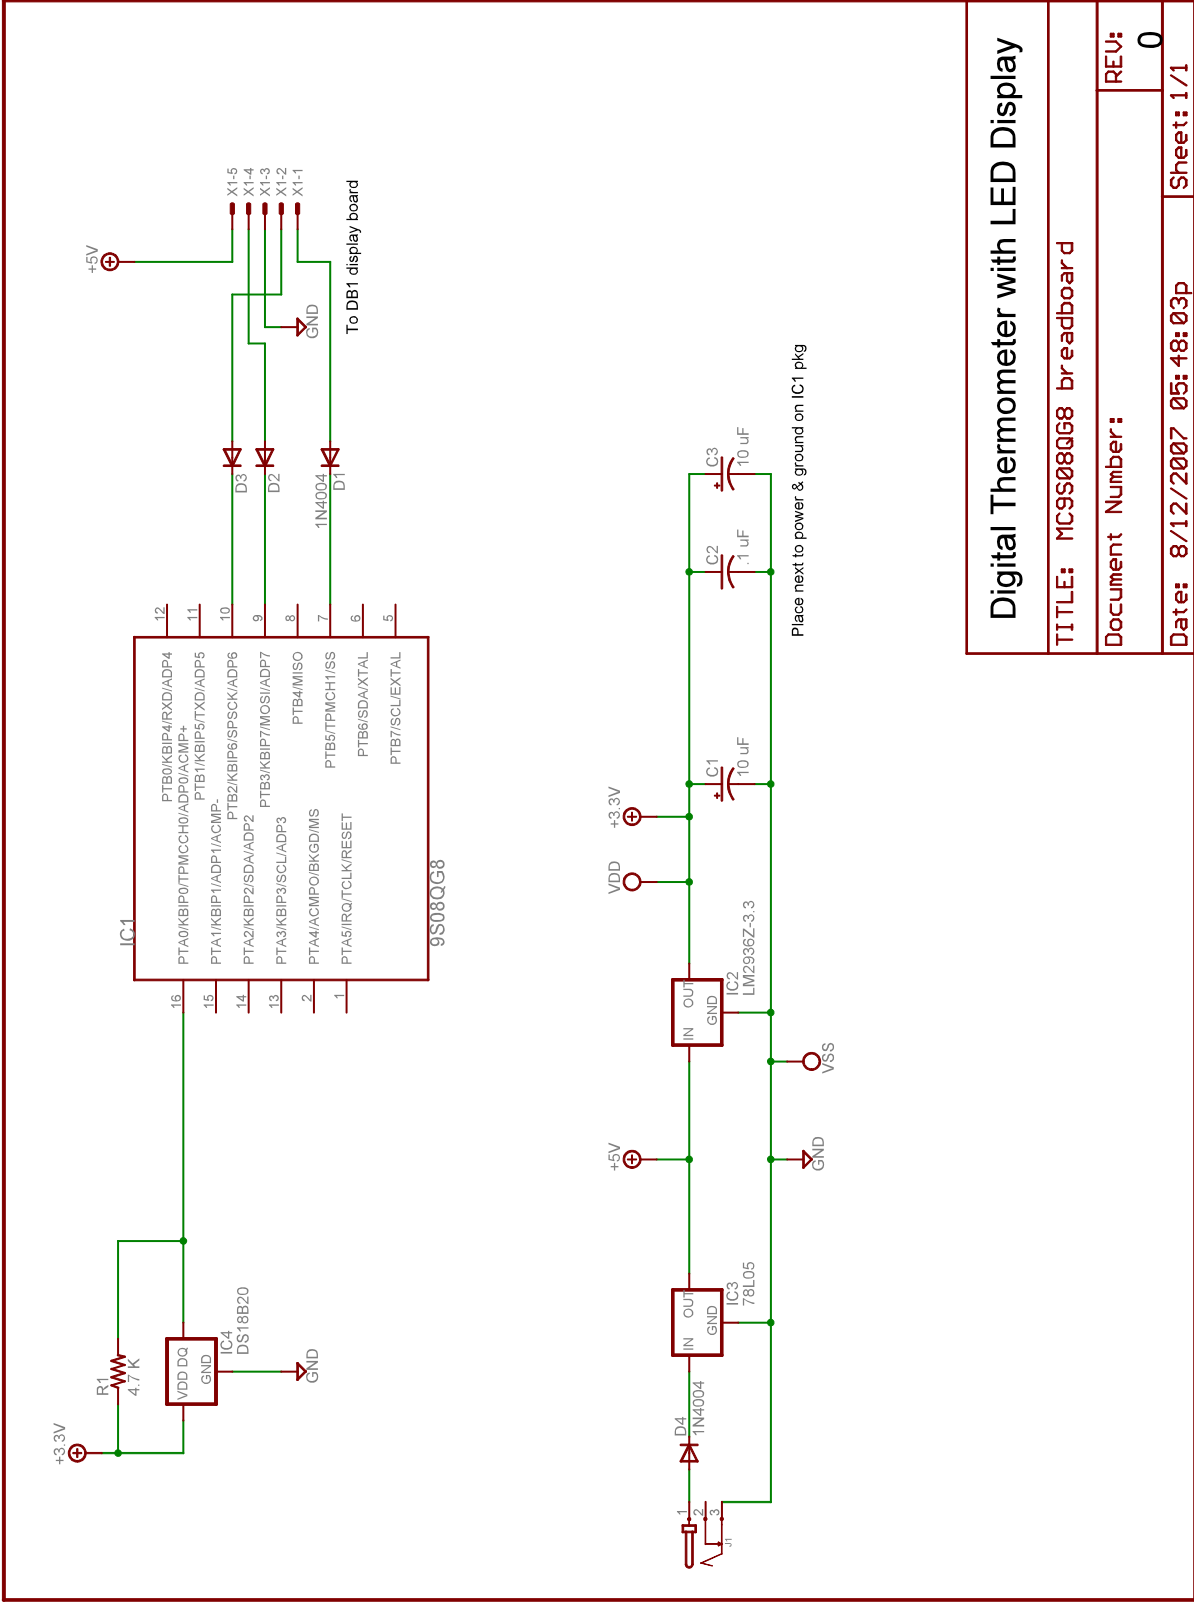 +3.3V
R1
4.7 K
VDD DQ
GND
IC4
DS18B20
GND
IC1
9S08QG8
16
15
14
13
2
1
PTA0/KBIP0/TPMCCH0/ADP0/ACMP+
PTA1/KBIP1/ADP1/ACMP-
PTA2/KBIP2/SDA/ADP2
PTA3/KBIP3/SCL/ADP3
PTA4/ACMPO/BKGD/MS
PTA5/IRQ/TCLK/RESET
PTB0/KBIP4/RXD/ADP4
PTB1/KBIP5/TXD/ADP5
PTB2/KBIP6/SPSCK/ADP6
PTB3/KBIP7/MOSI/ADP7
PTB4/MISO
PTB5/TPMCH1/SS
PTB6/SDA/XTAL
PTB7/SCL/EXTAL
12
11
10
9
8
7
6
5
D3
D2
1N4004
D1
+5V
GND
X1-5
X1-4
X1-3
X1-2
X1-1
To DB1 display board
J1
1
2
3
D4
1N4004
IN OUT
GND
IC3
78L05
+5V
GND
VSS
IN OUT
GND
IC2
LM2936Z-3.3
VDD
+3.3V
C1
10 uF
C2
.1 uF
C3
10 uF
Place next to power & ground on IC1 pkg
Digital Thermometer with LED Display
TITLE: MC9S08QG8 breadboard
Document Number:
REV:
0
Date: 8/12/2007 05:48:03p
Sheet: 1/1